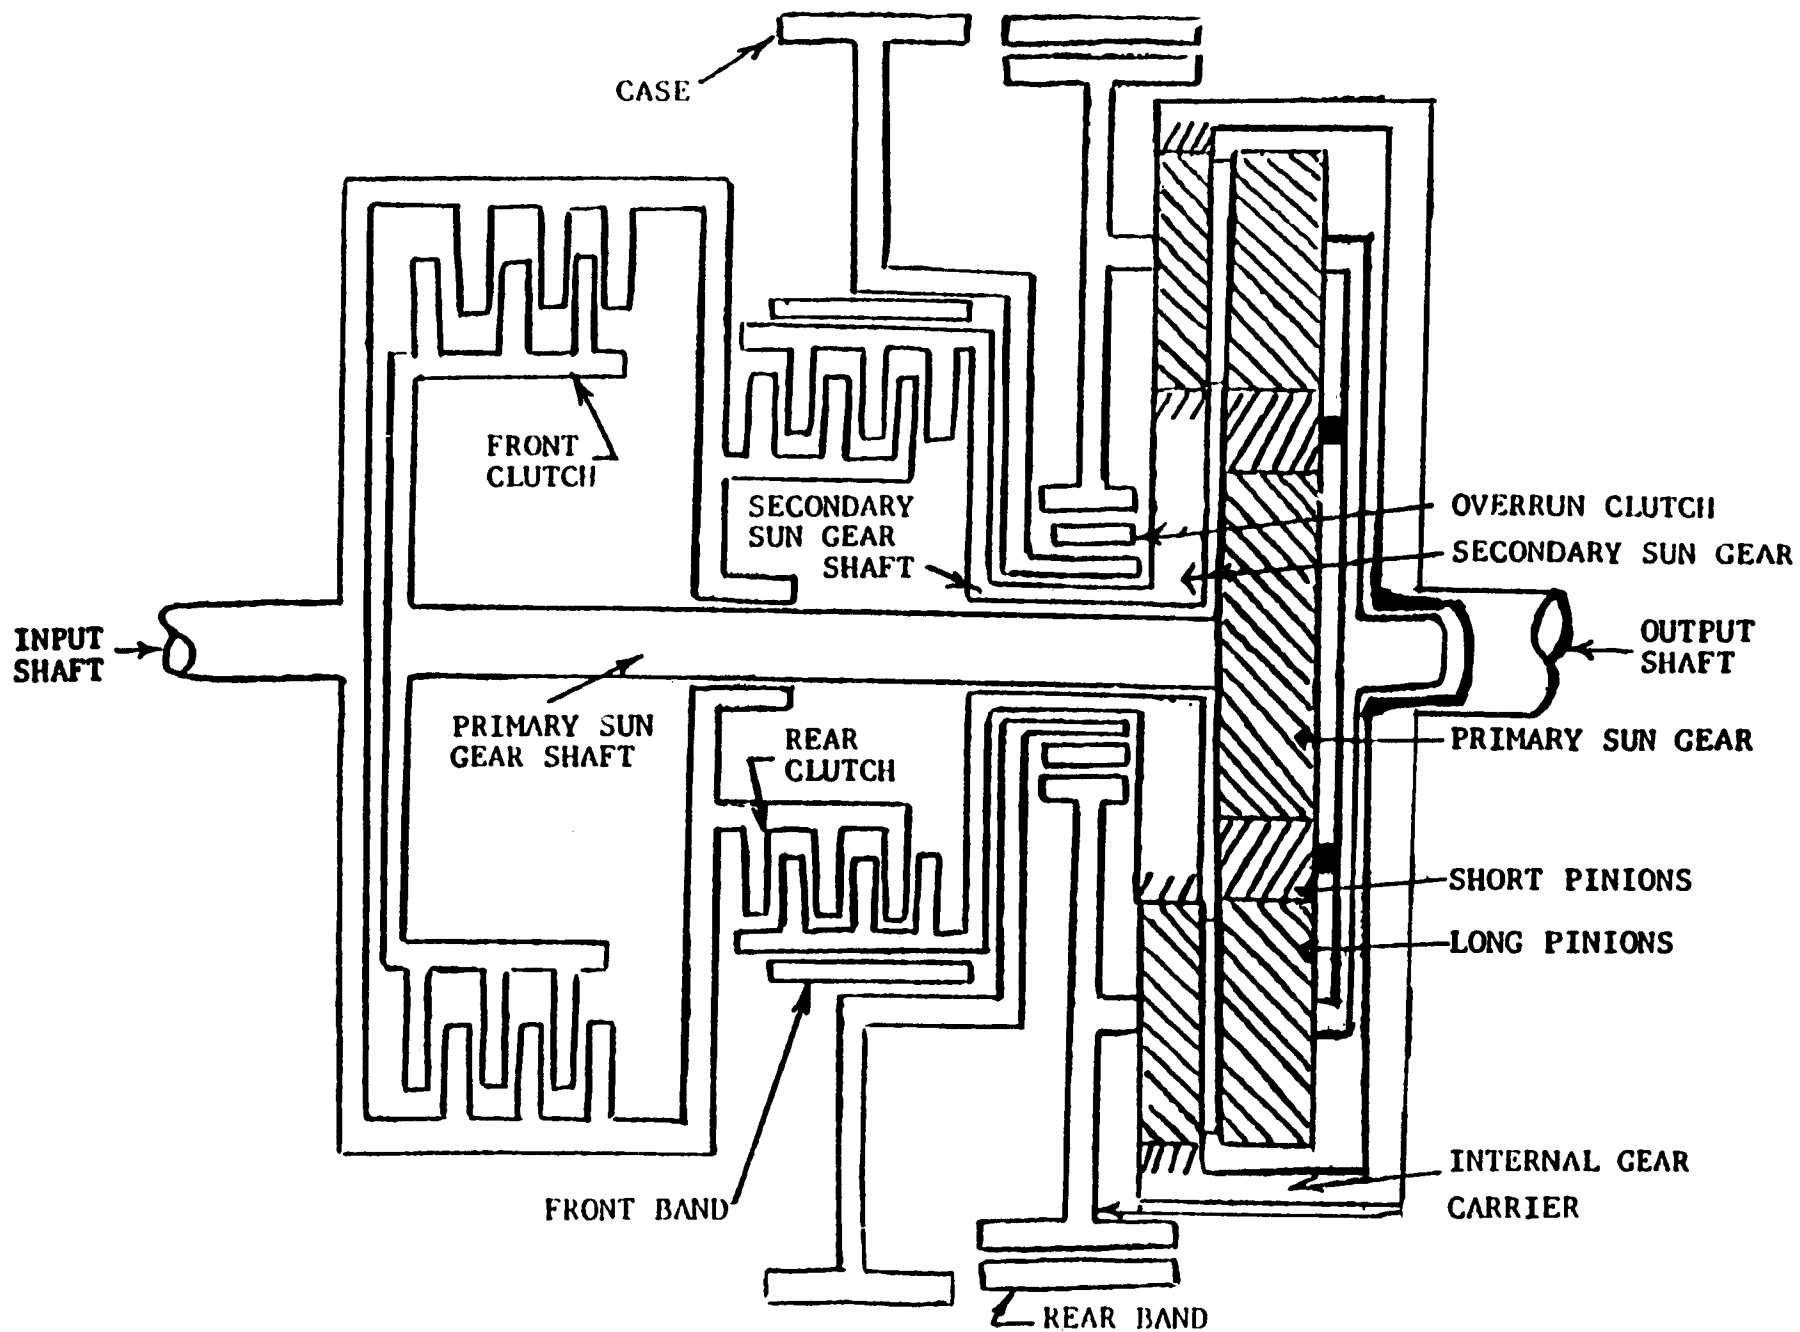 CASE
FRONT
CLUTCH
SECONDARY
SUN GEAR
SHAFT
OVERRUN CLUTCH
SECONDARY SUN GEAR
INPUT
SHAFT
OUTPUT
SHAFT
PRIMARY SUN
GEAR SHAFT
REAR
CLUTCH
PRIMARY SUN GEAR
SHORT PINIONS
LONG PINIONS
INTERNAL GEAR
CARRIER
FRONT BAND
REAR BAND